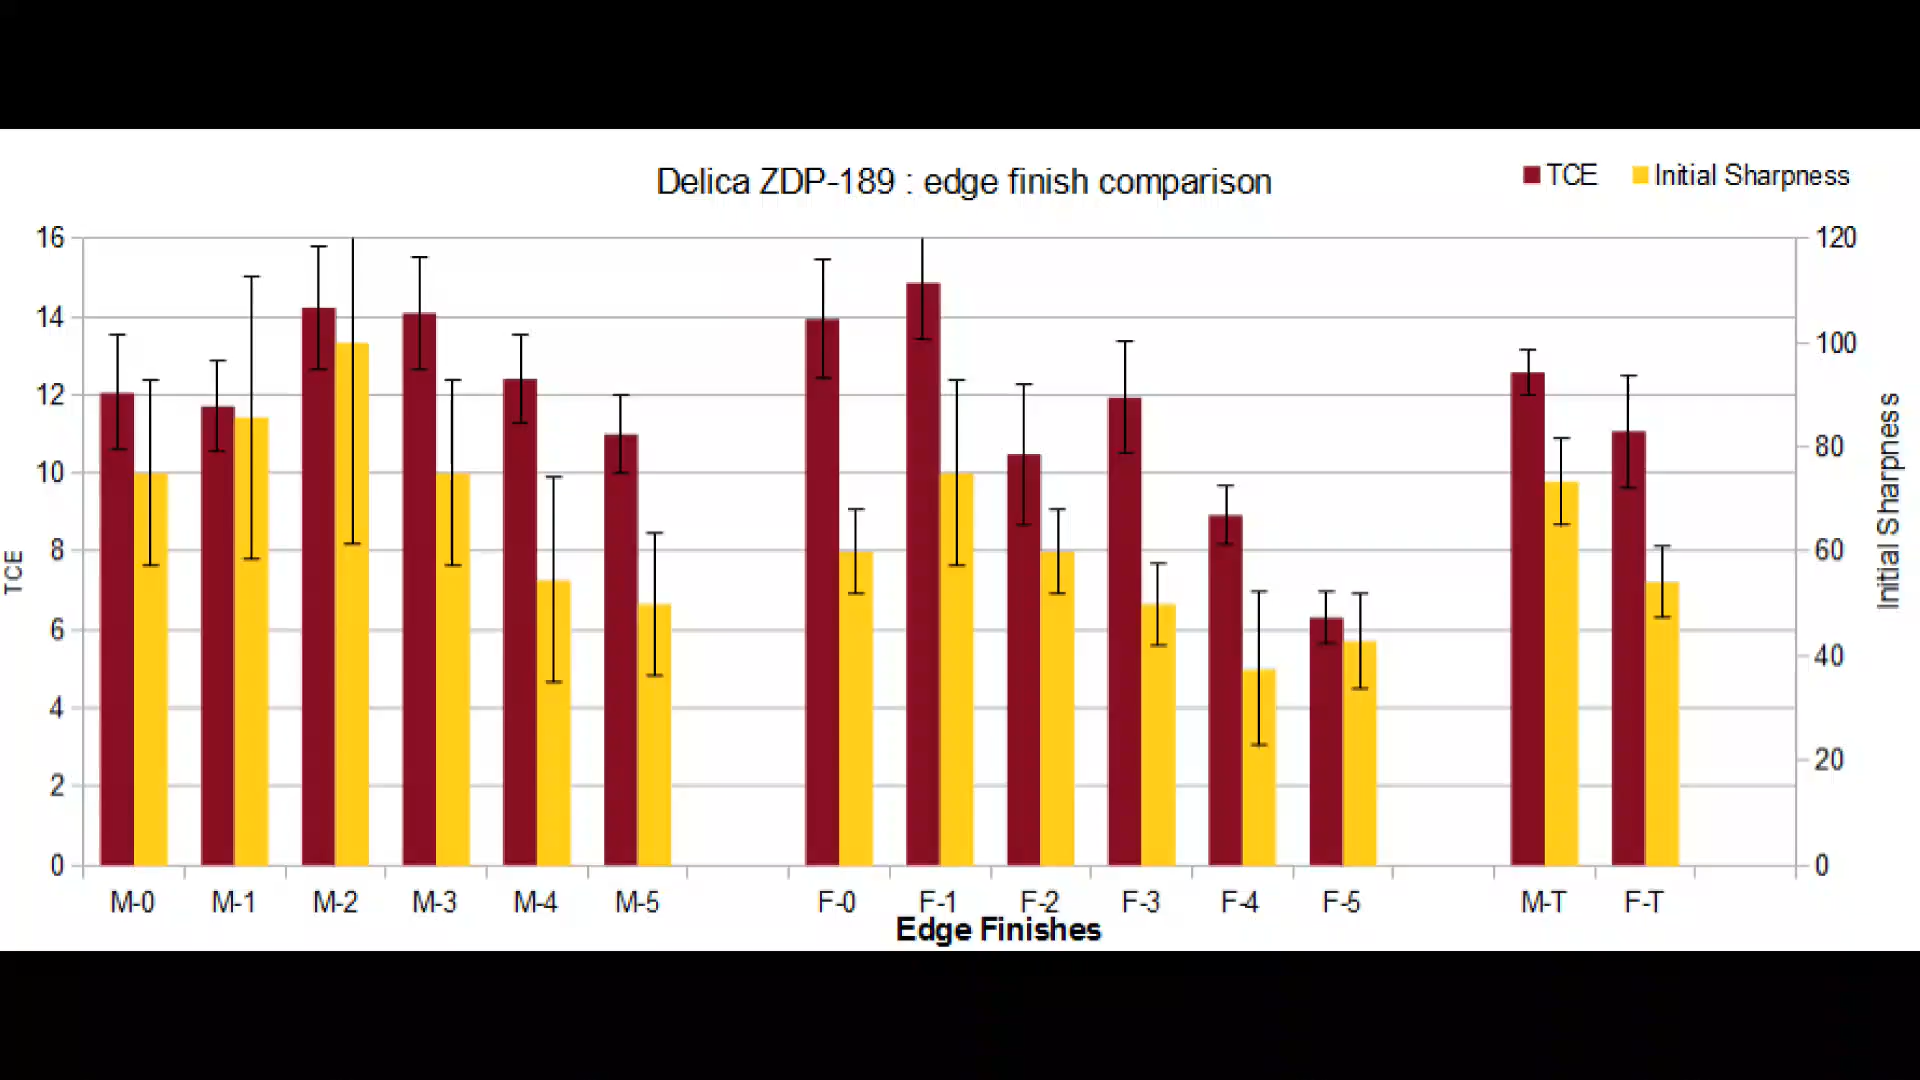 Delica ZDP-189 : edge finish comparison
TCE
Initial Sharpness
16
14
12
10
8
6
4
2
0
TCE
120
100
80
60
40
20
0
Initial Sharpness
M-0 M-1 M-2 M-3 M-4 M-5 F-0 F-1 F-2 F-3 F-4 F-5 M-T F-T
Edge Finishes